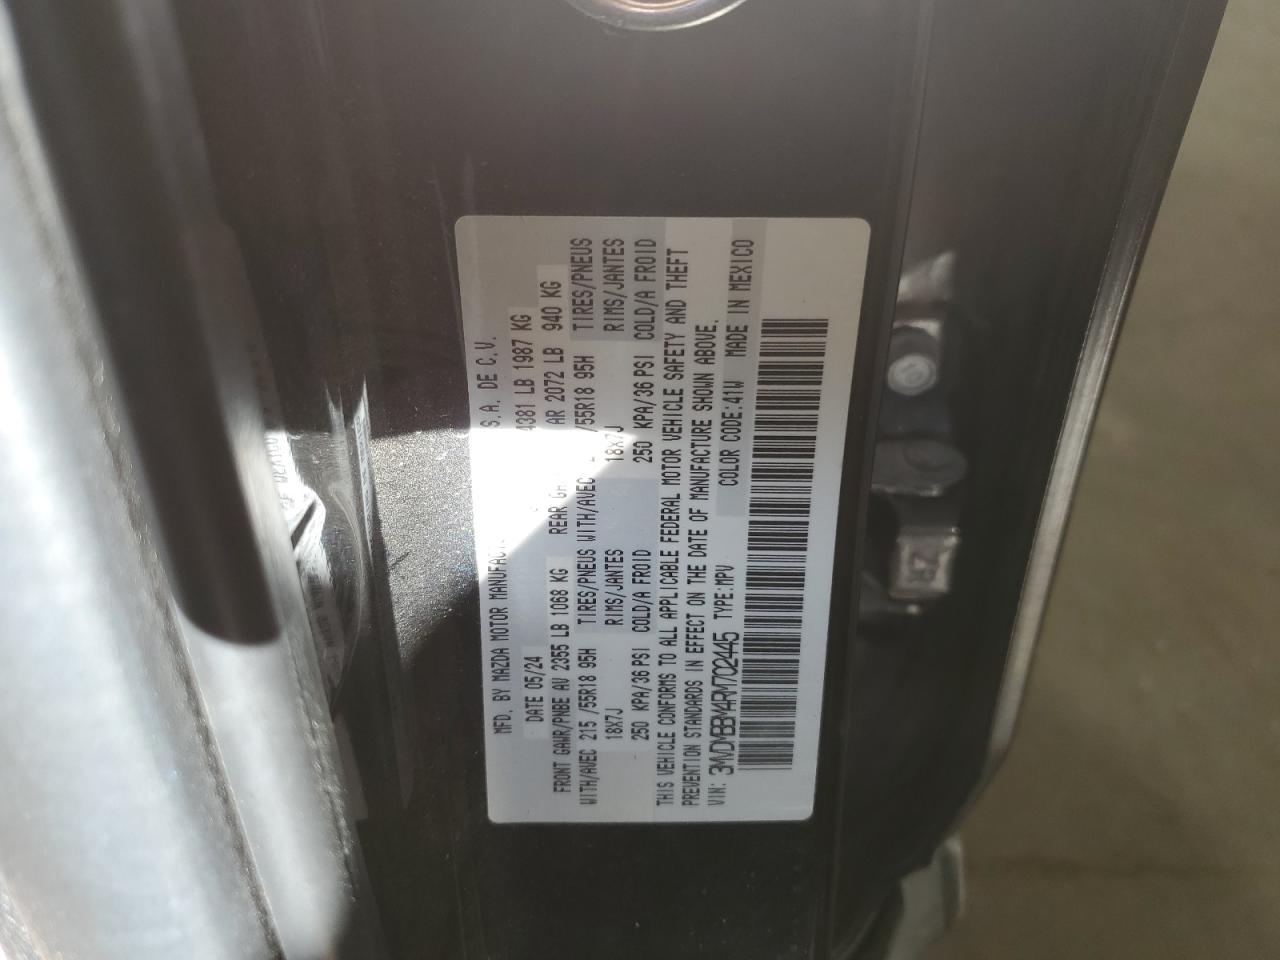 MFD. BY MAZDA MOTOR MANUFACT S.A. DE C.V.
DATE 05/24 4381 LB 1987 KG
FRONT GAWR/PNBE AV 2355 LB 1068 KG REAR GA AR 2072 LB 940 KG
WITH/AVEC 215 /55R18 95H TIRES/PNEUS WITH/AVEC /55R18 95H TIRES/PNEUS
18X7J RIMS/JANTES 18X7J RIMS/JANTES
250 KPA/36 PSI COLD/A FROID 250 KPA/36 PSI COLD/A FROID
THIS VEHICLE CONFORMS TO ALL APPLICABLE FEDERAL MOTOR VEHICLE SAFETY AND THEFT
PREVENTION STANDARDS IN EFFECT ON THE DATE OF MANUFACTURE SHOWN ABOVE.
VIN: 3MVDMBBM4RM702445 TYPE:MPV COLOR CODE:41W MADE IN MEXICO